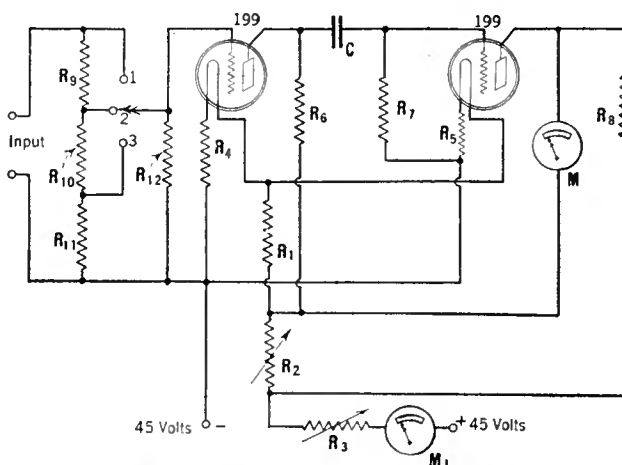 199
199
C
R9
1
R6
R7
R5
R8
2
Input
R4
3
R10
R12
M
R11
R1
R2
45 Volts -
+ 45 Volts
R3
M1